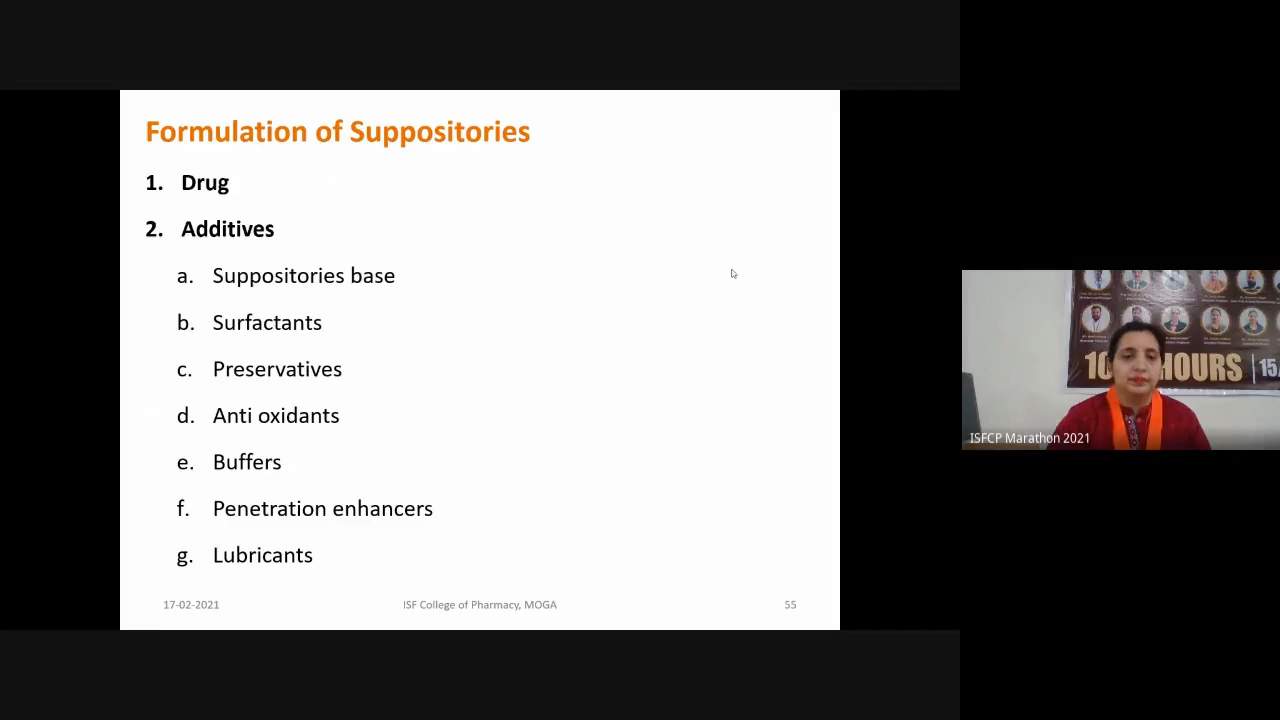 Formulation of Suppositories
1. Drug
2. Additives
a. Suppositories base
b. Surfactants
c. Preservatives
d. Anti oxidants
e. Buffers
f. Penetration enhancers
g. Lubricants
17-02-2021 ISF College of Pharmacy, MOGA 55
HOURS
15
ISFCP Marathon 2021